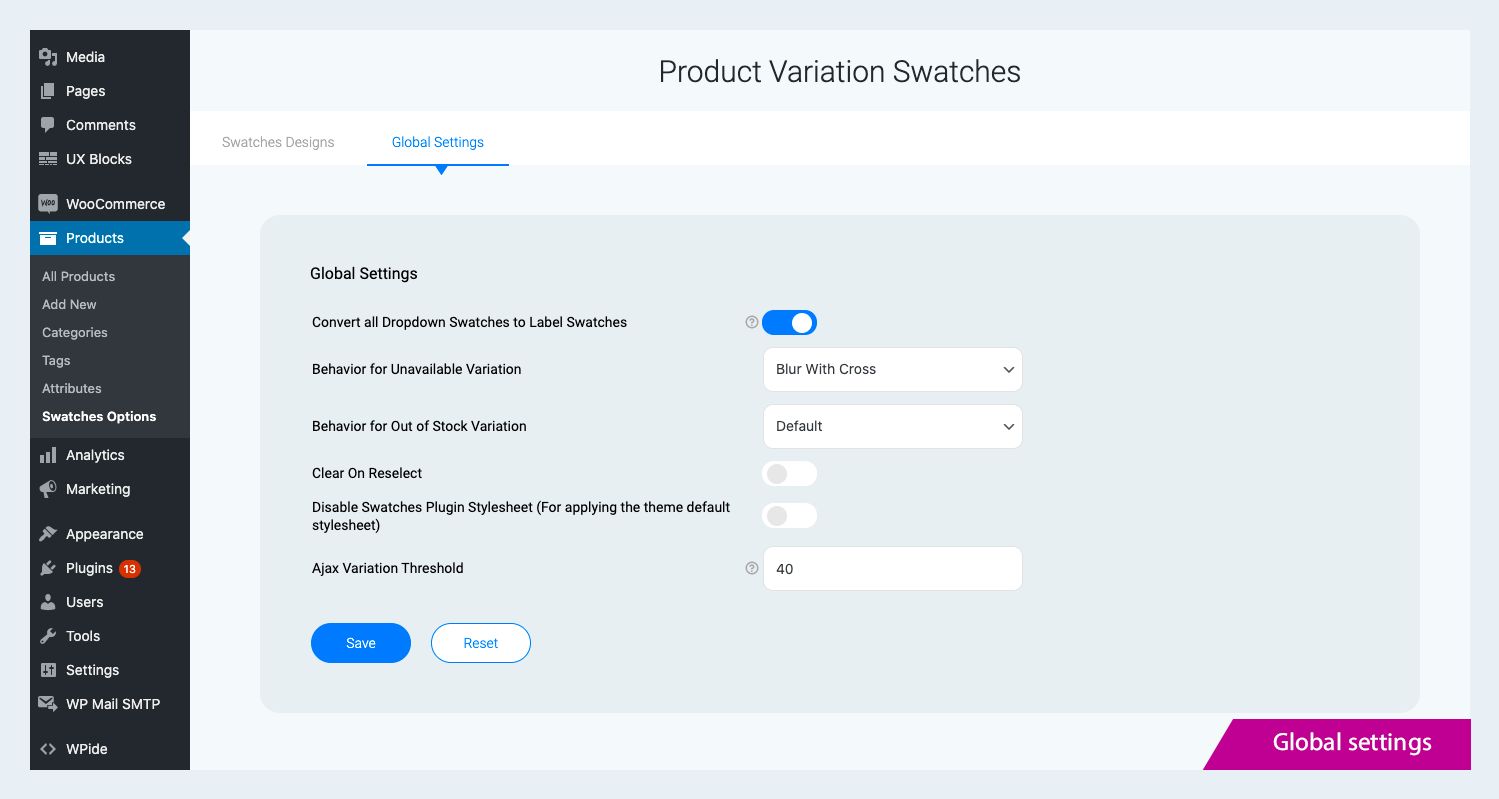 Media
Pages
Comments
UX Blocks
Woo
WooCommerce
Products
All Products
Add New
Categories
Tags
Attributes
Swatches Options
Analytics
Marketing
Appearance
Plugins 13
Users
Tools
Settings
WP Mail SMTP
WPide
Product Variation Swatches
Swatches Designs
Global Settings
Global Settings
Convert all Dropdown Swatches to Label Swatches ?
Behavior for Unavailable Variation
Blur With Cross
Behavior for Out of Stock Variation
Default
Clear On Reselect
Disable Swatches Plugin Stylesheet (For applying the theme default
stylesheet)
Ajax Variation Threshold ?
40
Save
Reset
Global settings